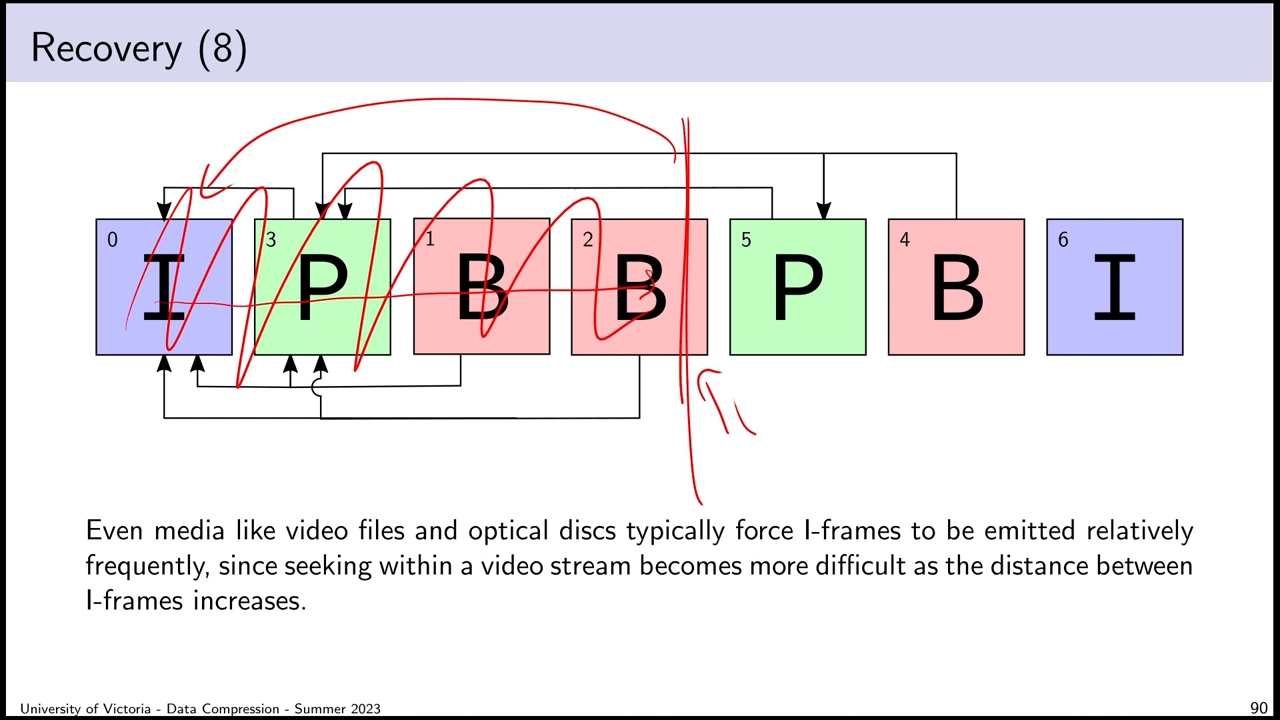 Recovery (8)
0 3 1 2 5 4 6
I P B B P B I
Even media like video files and optical discs typically force I-frames to be emitted relatively
frequently, since seeking within a video stream becomes more difficult as the distance between
I-frames increases.
University of Victoria - Data Compression - Summer 2023 90